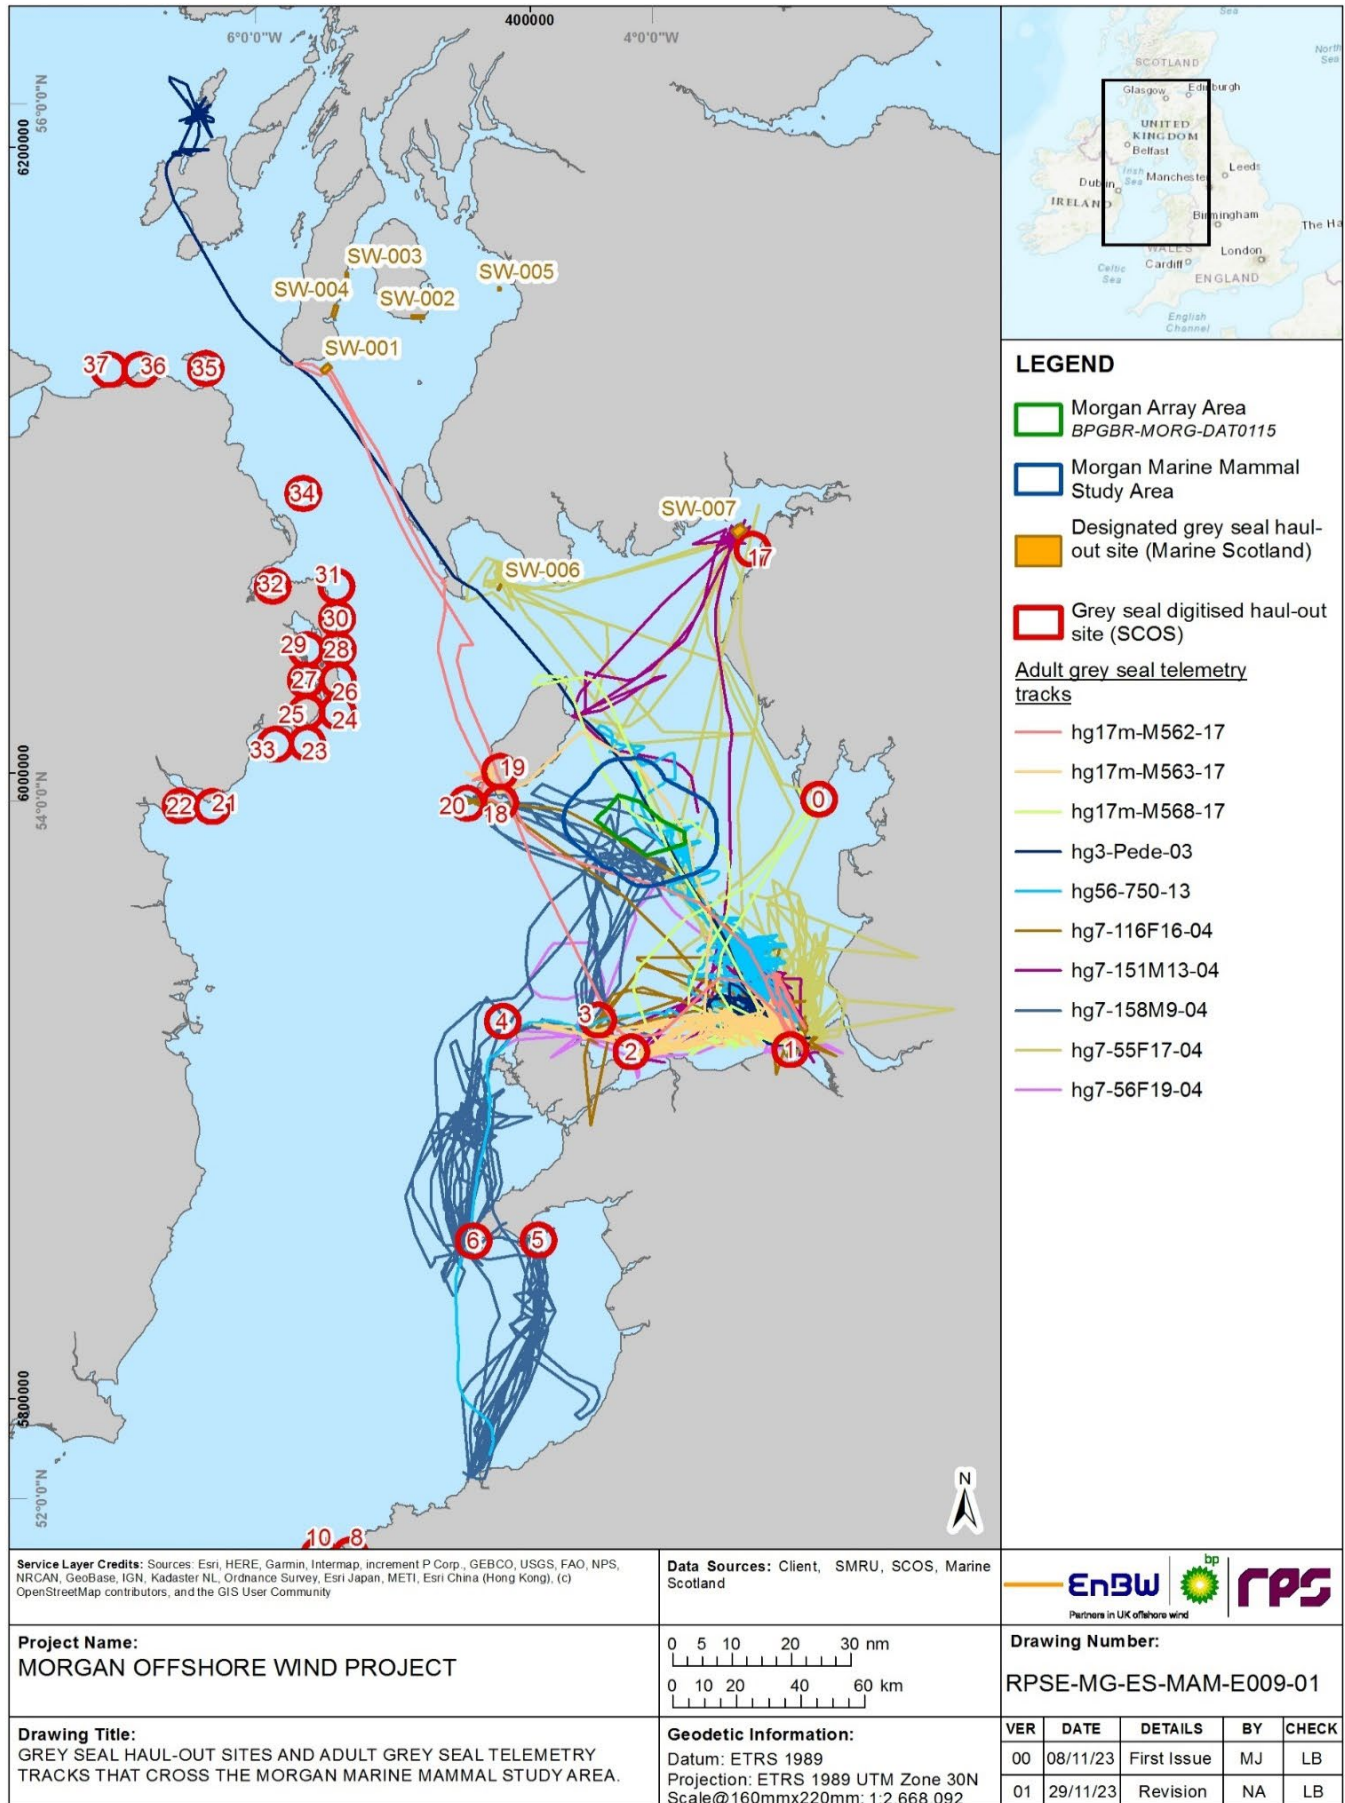 400000
6°0'0"W
4°0'0"W
56°0'0"N
6200000
6000000
54°0'0"N
5800000
52°0'0"N
SW-003
SW-005
SW-004
SW-002
SW-001
37
36
35
34
SW-007
17
SW-006
32
31
30
29
28
27
26
25
24
33
23
22
21
19
20
18
0
4
3
2
1
6
5
10
8
N
SCOTLAND
North
Sea
Glasgow
Edinburgh
UNITED
KINGDOM
Belfast
Irish
Sea
Leeds
Manchester
Dublin
IRELAND
Birmingham
The Ha
WALES
London
Cardiff
Celtic
Sea
ENGLAND
English
Channel
LEGEND
Morgan Array Area
BPGBR-MORG-DAT0115
Morgan Marine Mammal
Study Area
Designated grey seal haul-
out site (Marine Scotland)
Grey seal digitised haul-out
site (SCOS)
Adult grey seal telemetry
tracks
hg17m-M562-17
hg17m-M563-17
hg17m-M568-17
hg3-Pede-03
hg56-750-13
hg7-116F16-04
hg7-151M13-04
hg7-158M9-04
hg7-55F17-04
hg7-56F19-04
Service Layer Credits: Sources: Esri, HERE, Garmin, Intermap, increment P Corp., GEBCO, USGS, FAO, NPS,
NRCAN, GeoBase, IGN, Kadaster NL, Ordnance Survey, Esri Japan, METI, Esri China (Hong Kong), (c)
OpenStreetMap contributors, and the GIS User Community
Data Sources: Client, SMRU, SCOS, Marine
Scotland
EnBW
bp
rps
Partners in UK offshore wind
Project Name:
MORGAN OFFSHORE WIND PROJECT
0 5 10 20 30 nm
0 10 20 40 60 km
Drawing Number:
RPSE-MG-ES-MAM-E009-01
Drawing Title:
GREY SEAL HAUL-OUT SITES AND ADULT GREY SEAL TELEMETRY
TRACKS THAT CROSS THE MORGAN MARINE MAMMAL STUDY AREA.
Geodetic Information:
Datum: ETRS 1989
Projection: ETRS 1989 UTM Zone 30N
Scale@160mmx220mm: 1:2,668,092
VER DATE DETAILS BY CHECK
00 08/11/23 First Issue MJ LB
01 29/11/23 Revision NA LB